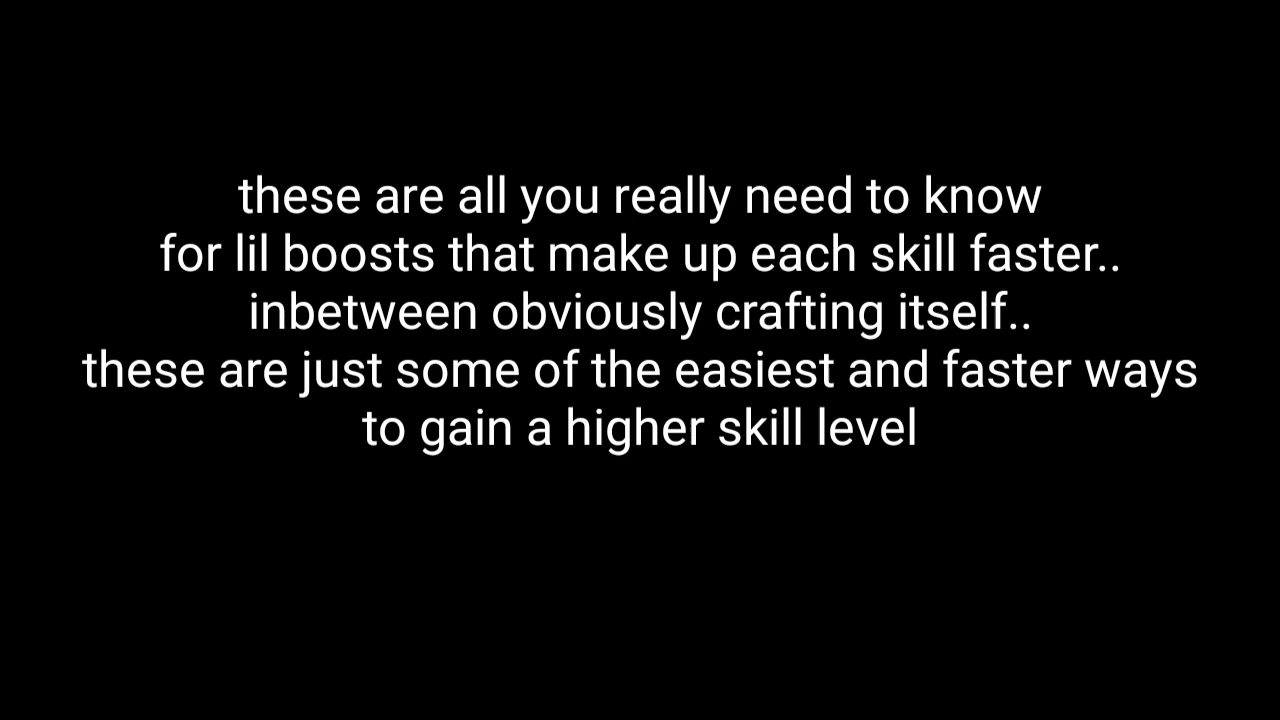 these are all you really need to know
for lil boosts that make up each skill faster..
inbetween obviously crafting itself..
these are just some of the easiest and faster ways
to gain a higher skill level